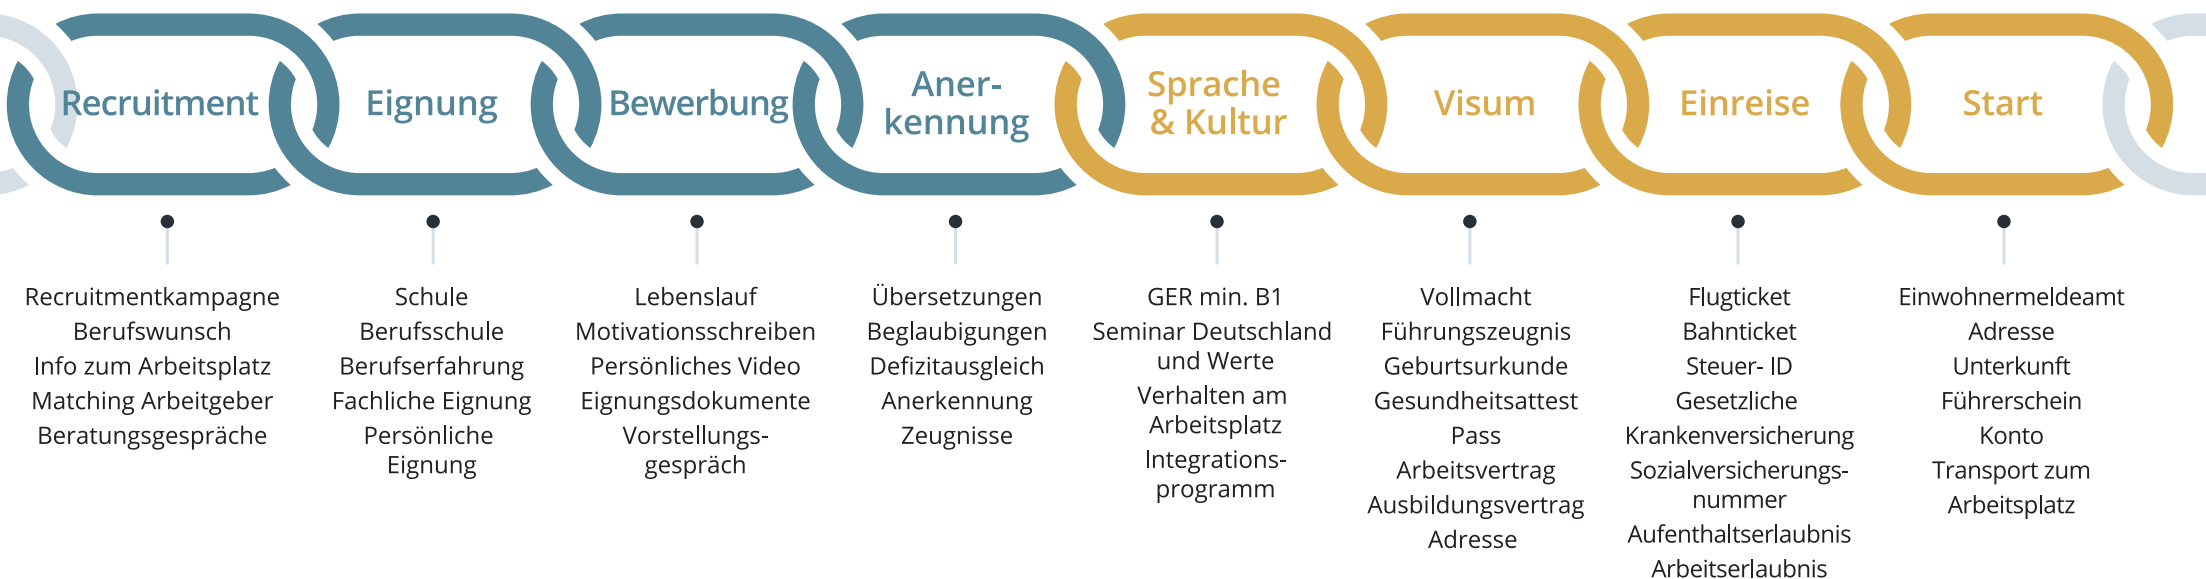 Recruitment
Eignung
Bewerbung
Aner-
kennung
Sprache
& Kultur
Visum
Einreise
Start
Recruitmentkampagne
Berufswunsch
Info zum Arbeitsplatz
Matching Arbeitgeber
Beratungsgespräche
Schule
Berufsschule
Berufserfahrung
Fachliche Eignung
Persönliche
Eignung
Lebenslauf
Motivationsschreiben
Persönliches Video
Eignungsdokumente
Vorstellungs-
gespräch
Übersetzungen
Beglaubigungen
Defizitausgleich
Anerkennung
Zeugnisse
GER min. B1
Seminar Deutschland
und Werte
Verhalten am
Arbeitsplatz
Integrations-
programm
Vollmacht
Führungszeugnis
Geburtsurkunde
Gesundheitsattest
Pass
Arbeitsvertrag
Ausbildungsvertrag
Adresse
Flugticket
Bahnticket
Steuer- ID
Gesetzliche
Krankenversicherung
Sozialversicherungs-
nummer
Aufenthaltserlaubnis
Arbeitserlaubnis
Einwohnermeldeamt
Adresse
Unterkunft
Führerschein
Konto
Transport zum
Arbeitsplatz